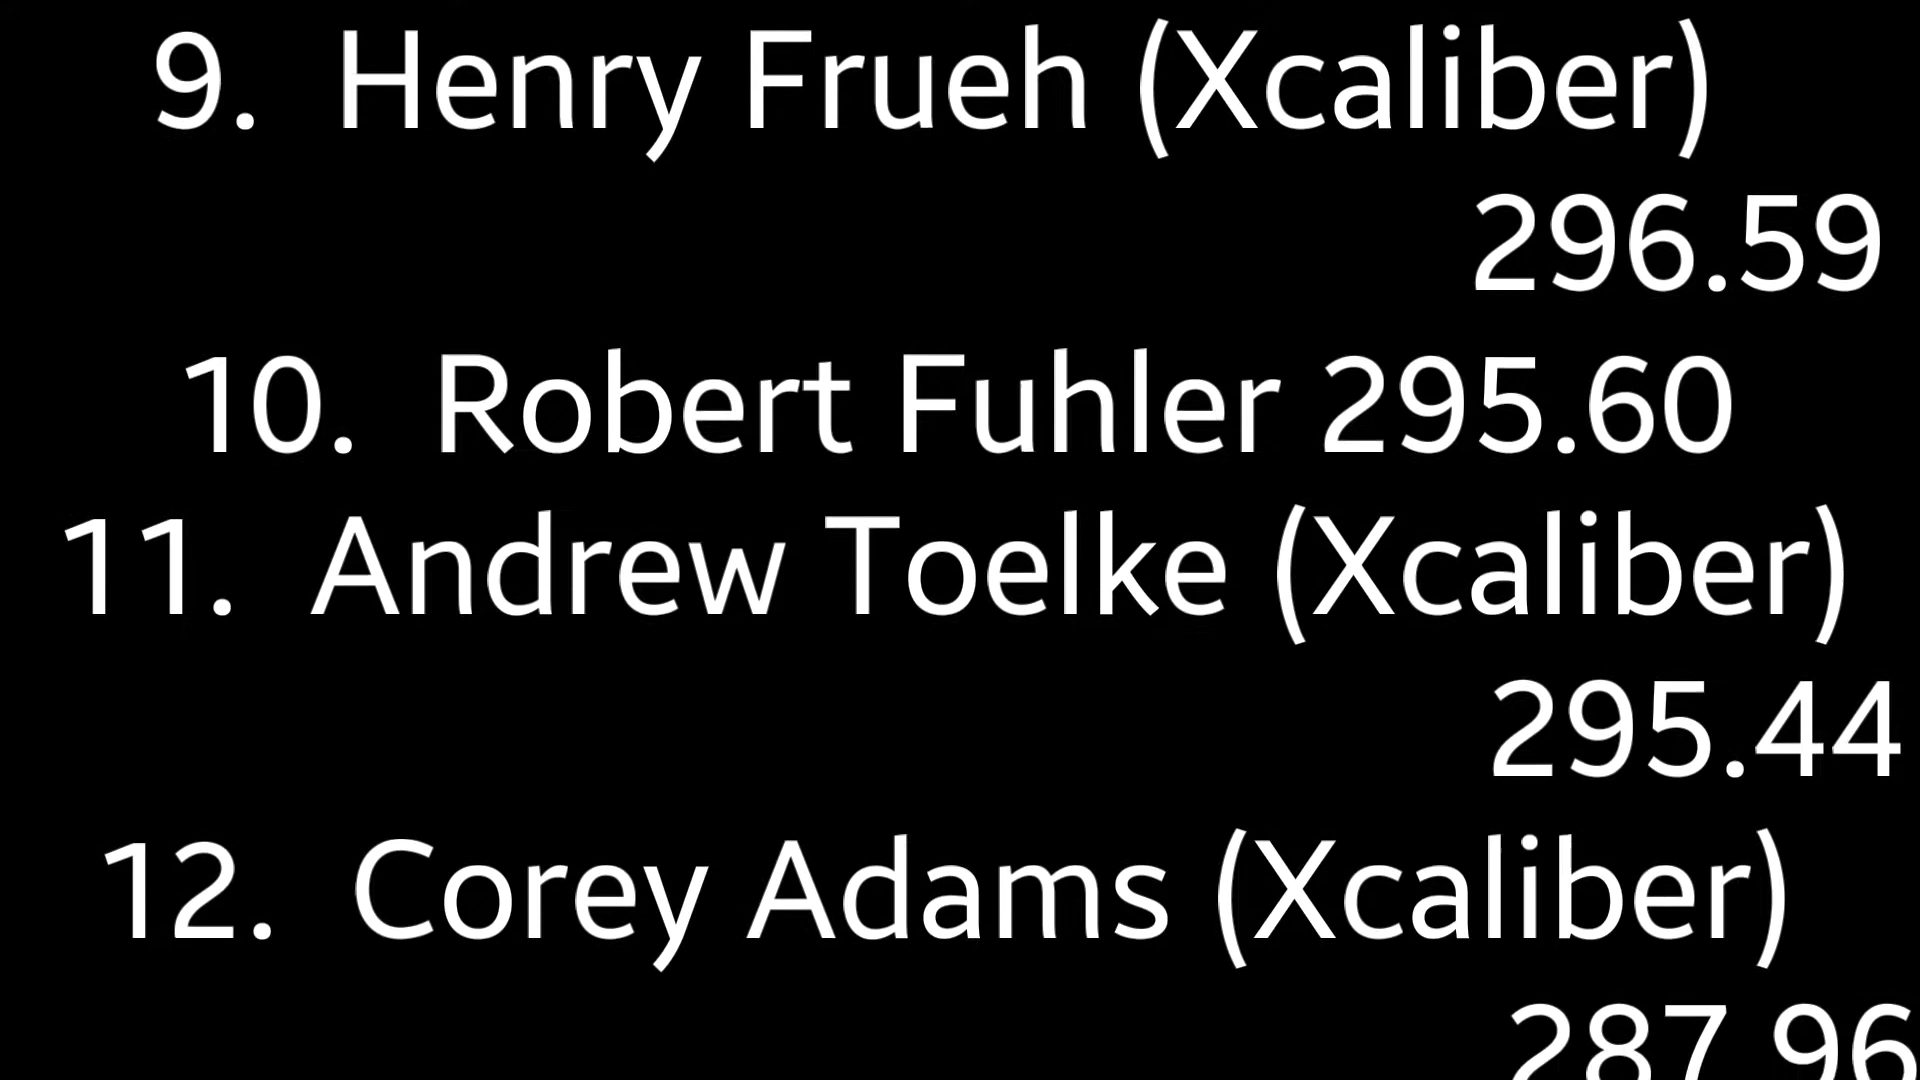 9. Henry Frueh (Xcaliber)
296.59
10. Robert Fuhler 295.60
11. Andrew Toelke (Xcaliber)
295.44
12. Corey Adams (Xcaliber)
287.96